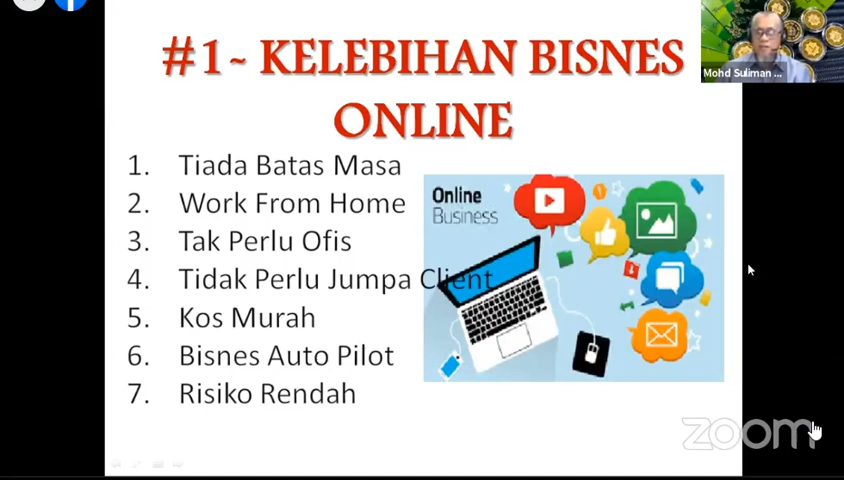 #1- KELEBIHAN BISNES
ONLINE
Mohd Suliman ...
1. Tiada Batas Masa
2. Work From Home
3. Tak Perlu Ofis
4. Tidak Perlu Jumpa Client
5. Kos Murah
6. Bisnes Auto Pilot
7. Risiko Rendah
Online
Business
zoom